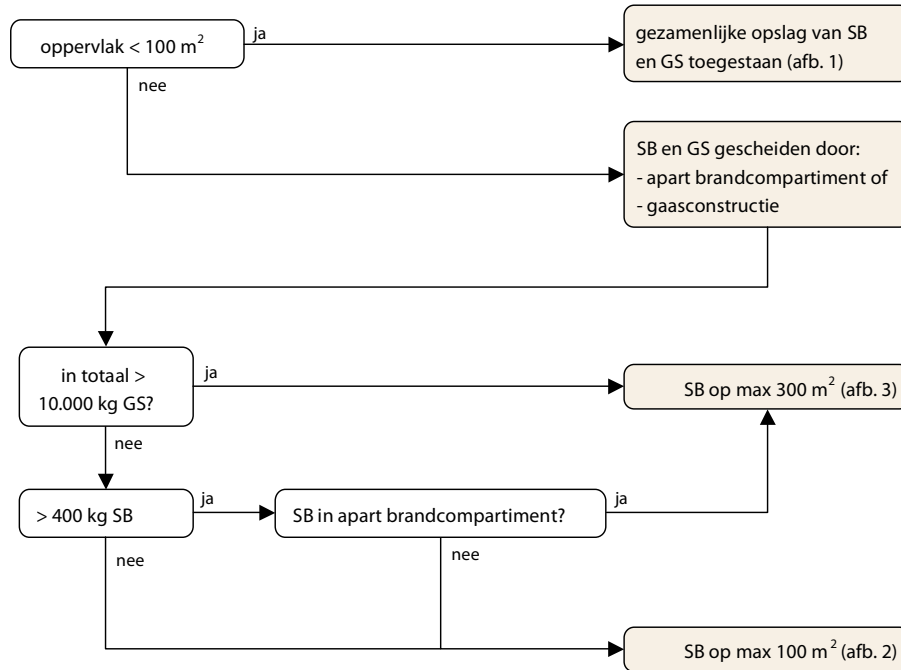 oppervlak < 100 m²
ja
gezamenlijke opslag van SB
en GS toegestaan (afb. 1)
nee
SB en GS gescheiden door:
- apart brandcompartiment of
- gaasconstructie
in totaal >
10.000 kg GS?
ja
SB op max 300 m² (afb. 3)
nee
> 400 kg SB
ja
SB in apart brandcompartiment?
ja
nee
nee
SB op max 100 m² (afb. 2)